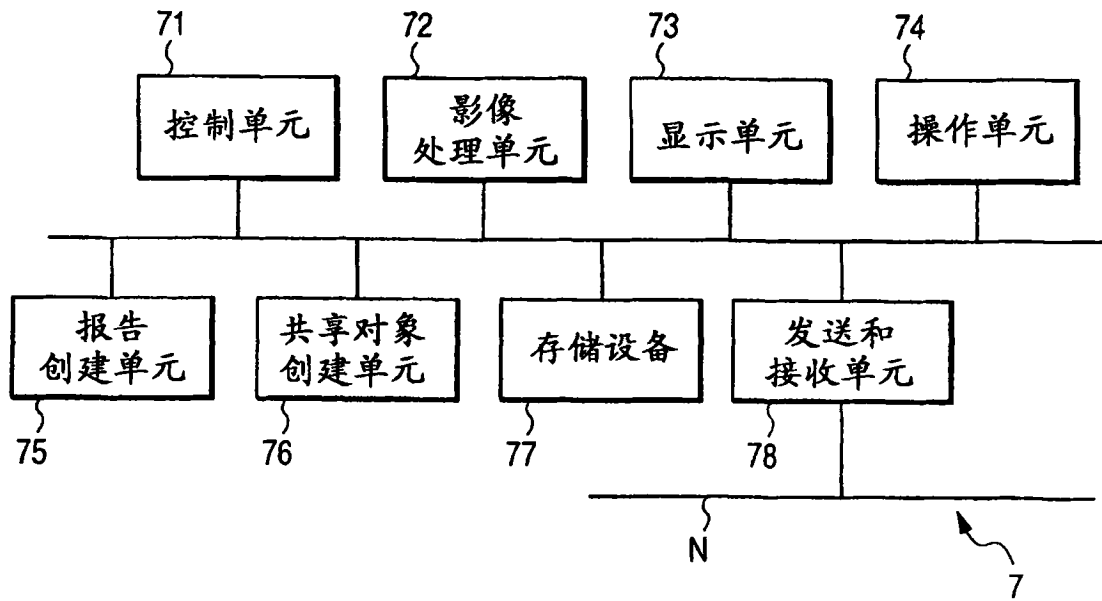 71
72
73
74
控制单元
影像
处理单元
显示单元
操作单元
报告
创建单元
共享对象
创建单元
存储设备
发送和
接收单元
75
76
77
78
N
7